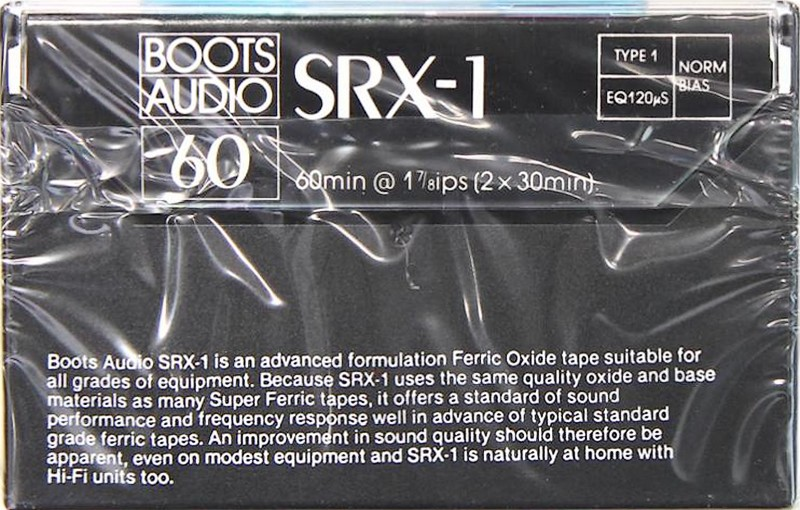 BOOTS
AUDIO
SRX-1
TYPE 1
NORM
BIAS
EQ120µS
60
60min @ 1⅞ips (2 × 30min).
Boots Audio SRX-1 is an advanced formulation Ferric Oxide tape suitable for
all grades of equipment. Because SRX-1 uses the same quality oxide and base
materials as many Super Ferric tapes, it offers a standard of sound
performance and frequency response well in advance of typical standard
grade ferric tapes. An improvement in sound quality should therefore be
apparent, even on modest equipment and SRX-1 is naturally at home with
Hi-Fi units too.